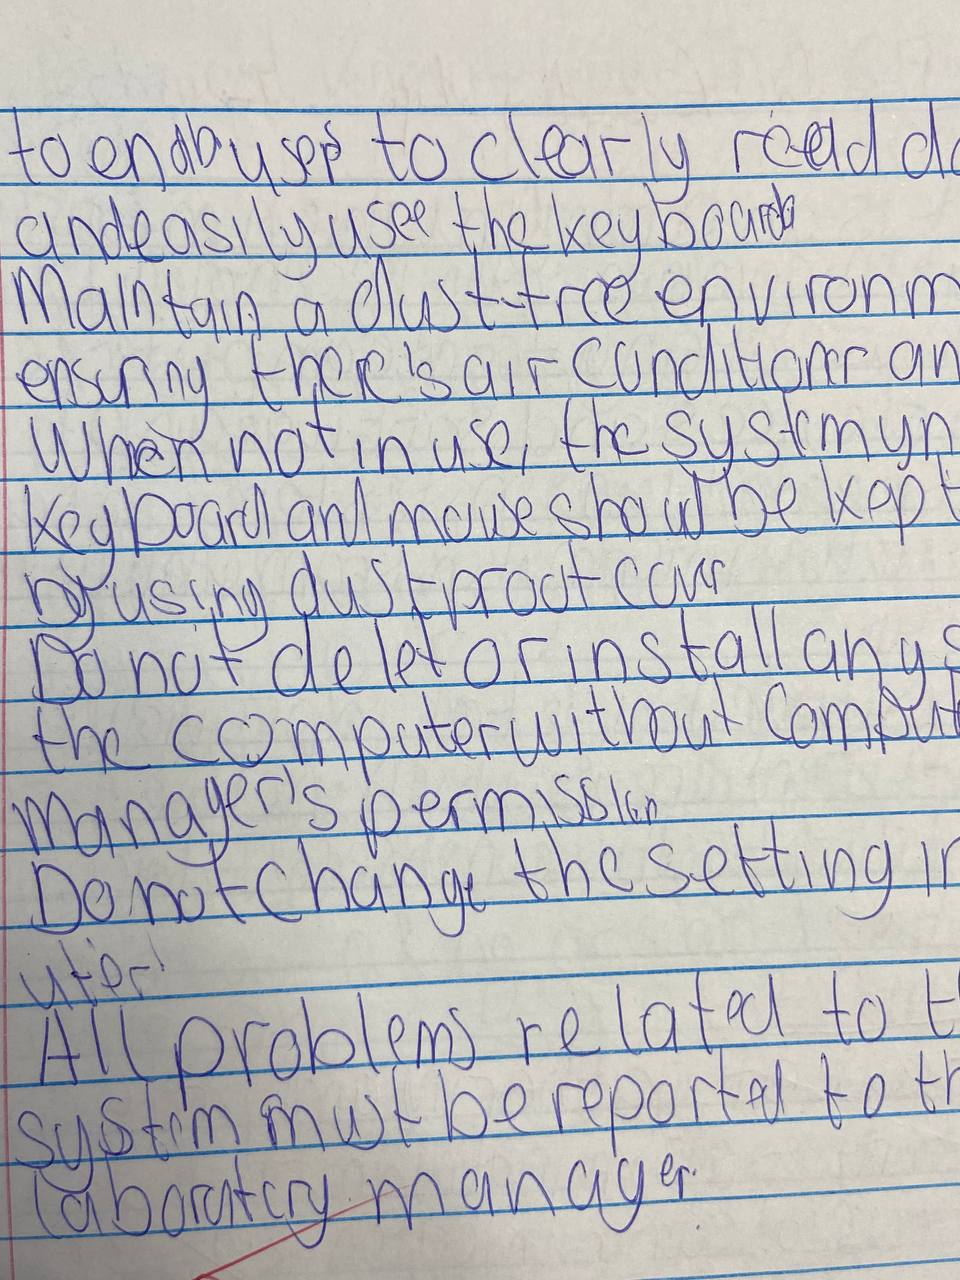 to end user to clearly read do
and easily usee the keyboard
Maintain a dust-free environm
ensuring there's air conditioner an
When not in use, the system un
keyboard and mouse should be kept
by using dust proof cover
Do not delet or install any s
the computer without comput
manager's permission
Do not change the setting in
uter
All problems related to t
system must be reported to th
laboratory manager.